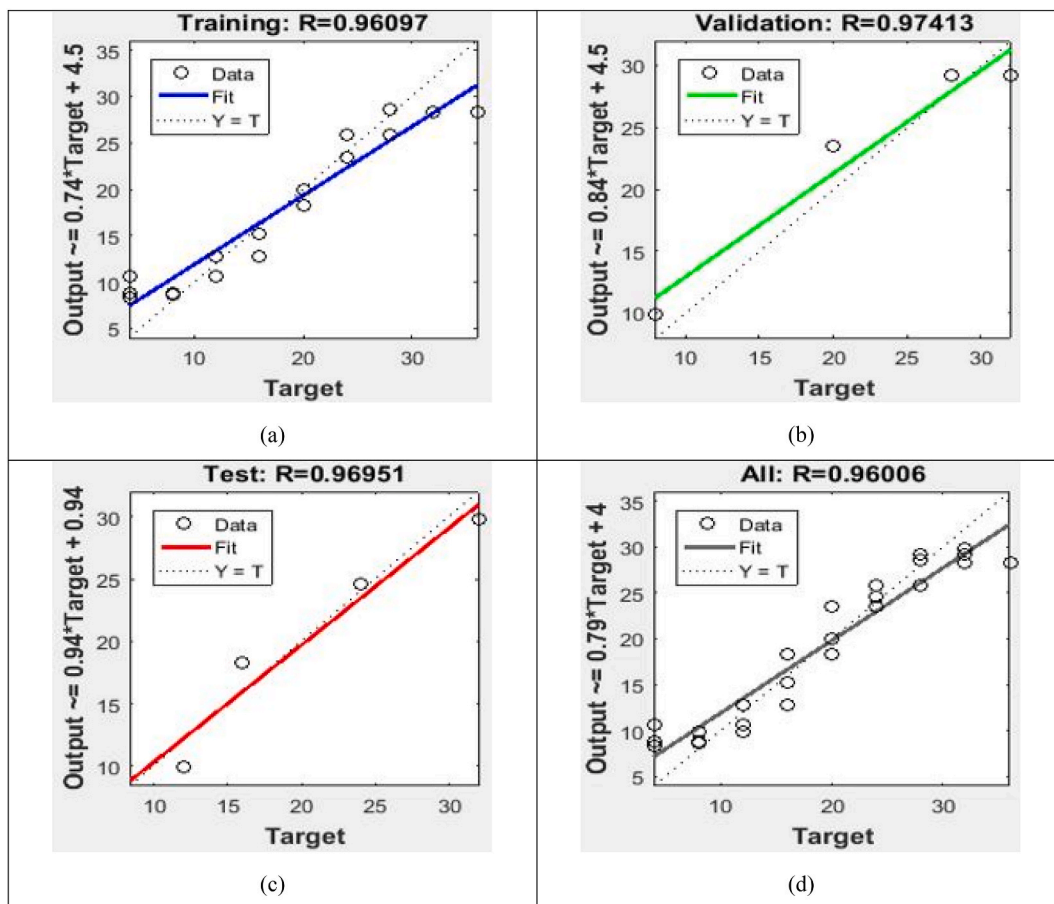 Training: R=0.96097
Output ~= 0.74*Target + 4.5
35
30
25
20
15
10
5
Data
Fit
Y = T
10
20
30
Target
(a)
Validation: R=0.97413
Output ~= 0.84*Target + 4.5
30
25
20
15
10
Data
Fit
Y = T
10
15
20
25
30
Target
(b)
Test: R=0.96951
Output ~= 0.94*Target + 0.94
30
25
20
15
10
Data
Fit
Y = T
10
15
20
25
30
Target
(c)
All: R=0.96006
Output ~= 0.79*Target + 4
35
30
25
20
15
10
5
Data
Fit
Y = T
10
20
30
Target
(d)